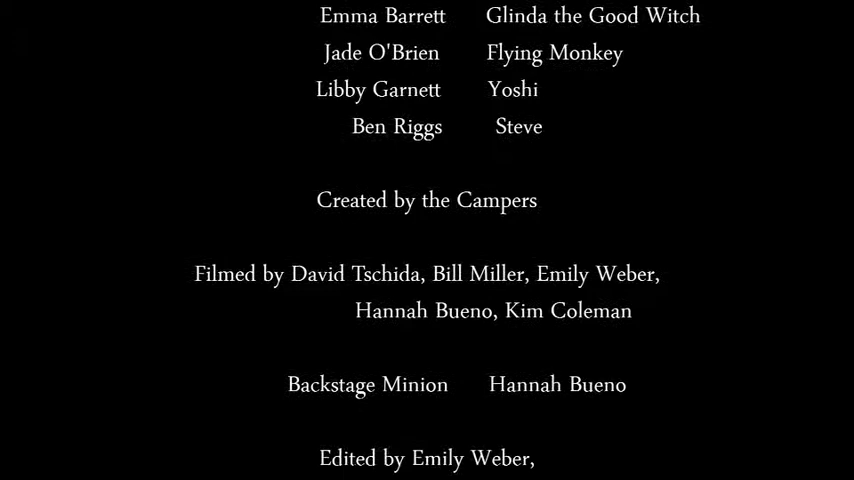 Emma Barrett Glinda the Good Witch
Jade O'Brien Flying Monkey
Libby Garnett Yoshi
Ben Riggs Steve
Created by the Campers
Filmed by David Tschida, Bill Miller, Emily Weber,
Hannah Bueno, Kim Coleman
Backstage Minion Hannah Bueno
Edited by Emily Weber,